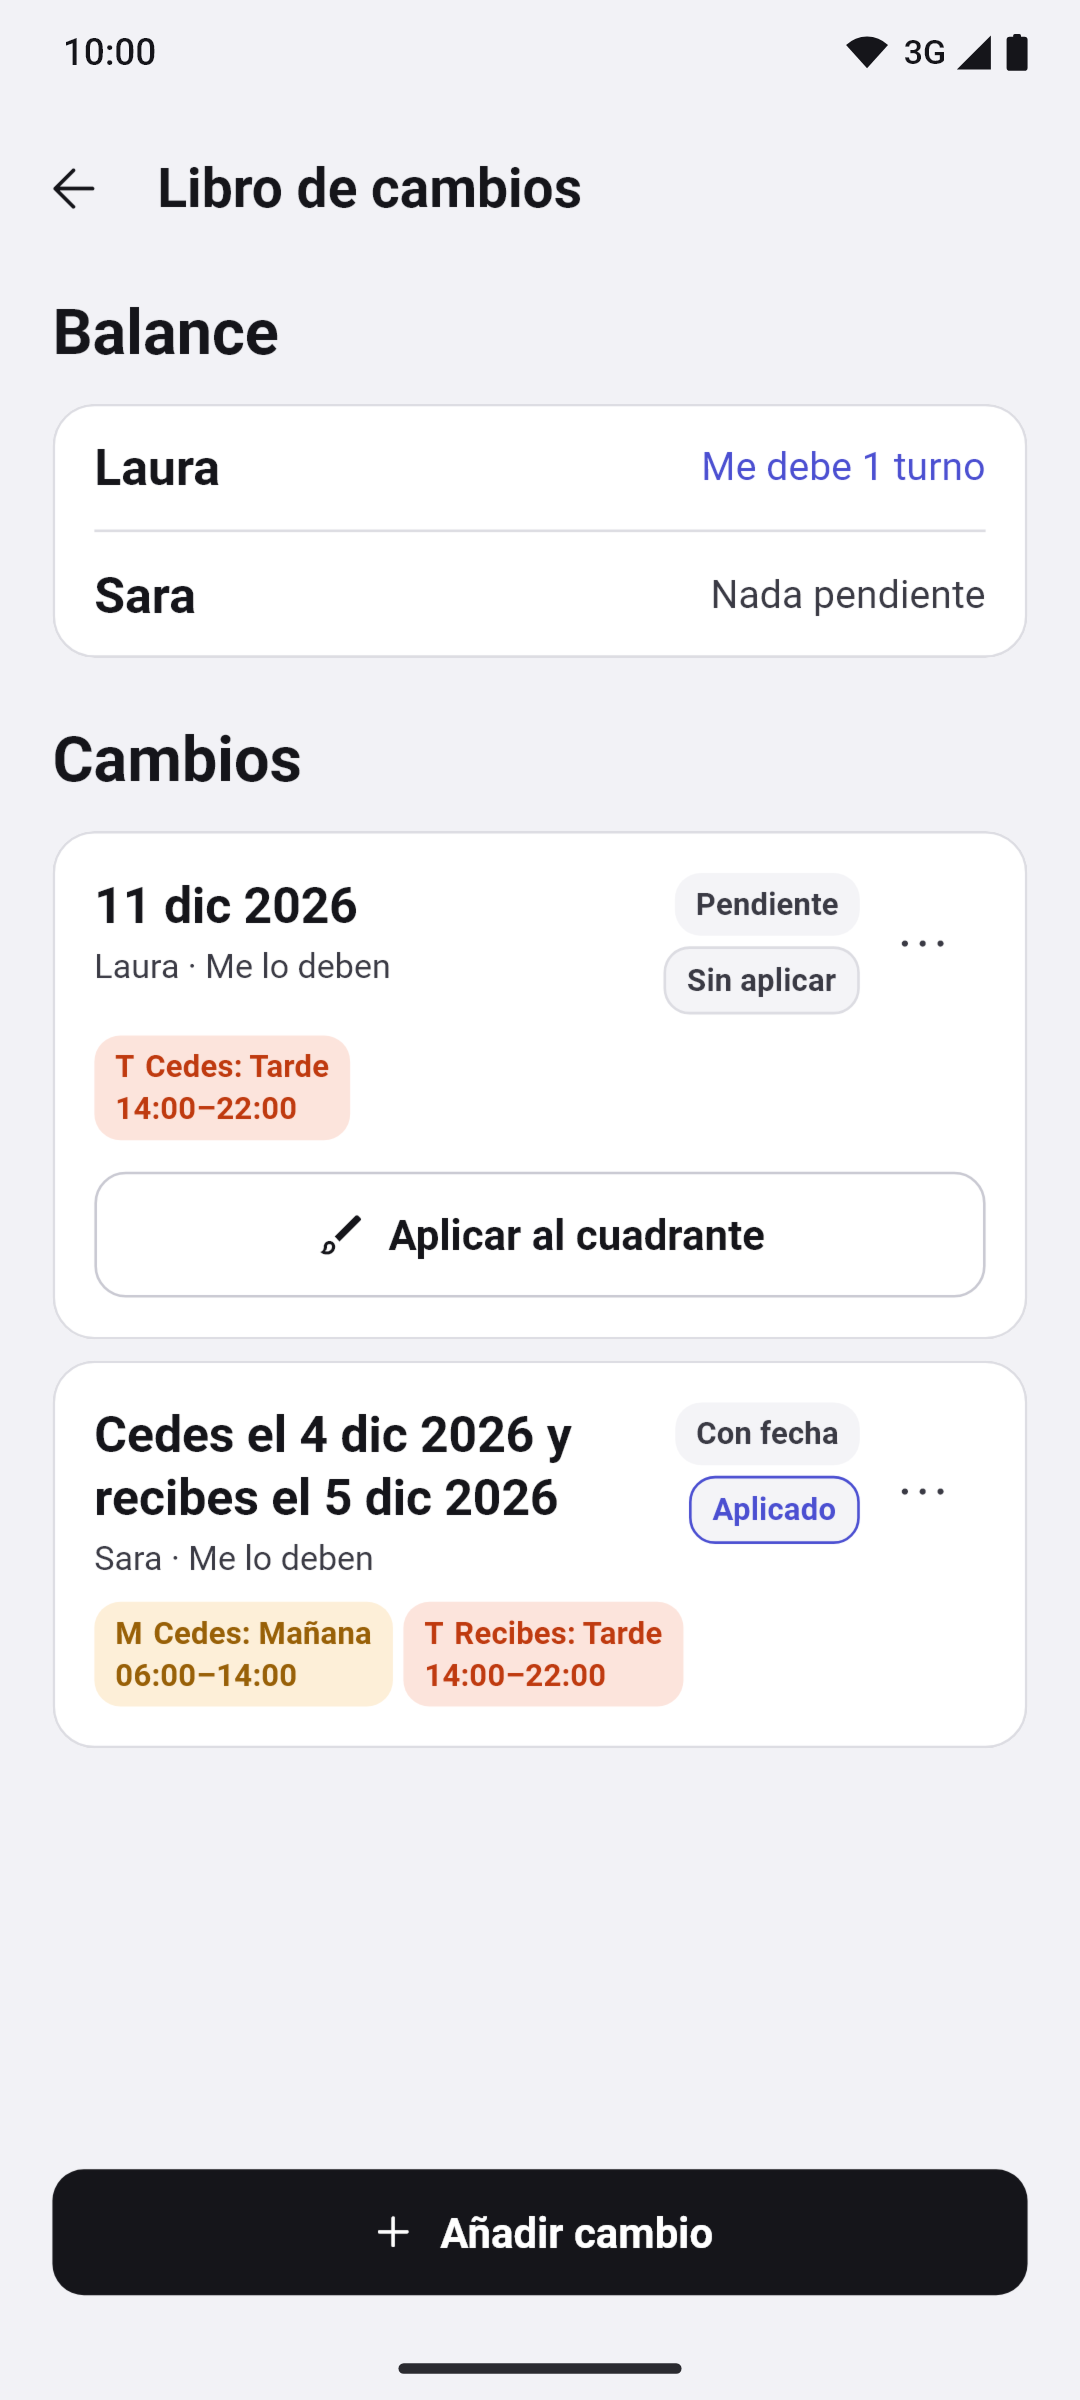 10:00
3G
Libro de cambios
Balance
Laura
Me debe 1 turno
Sara
Nada pendiente
Cambios
11 dic 2026
Laura · Me lo deben
Pendiente
Sin aplicar
T Cedes: Tarde
14:00–22:00
Aplicar al cuadrante
Cedes el 4 dic 2026 y
recibes el 5 dic 2026
Sara · Me lo deben
Con fecha
Aplicado
M Cedes: Mañana
06:00–14:00
T Recibes: Tarde
14:00–22:00
Añadir cambio